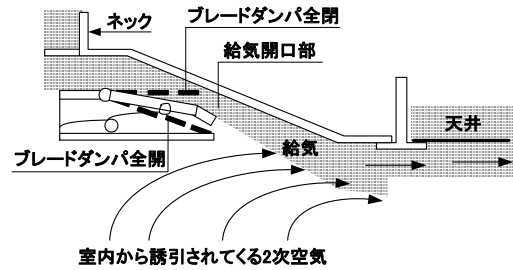 ネック
ブレードダンパ全閉
給気開口部
天井
給気
ブレードダンパ全開
室内から誘引されてくる2次空気